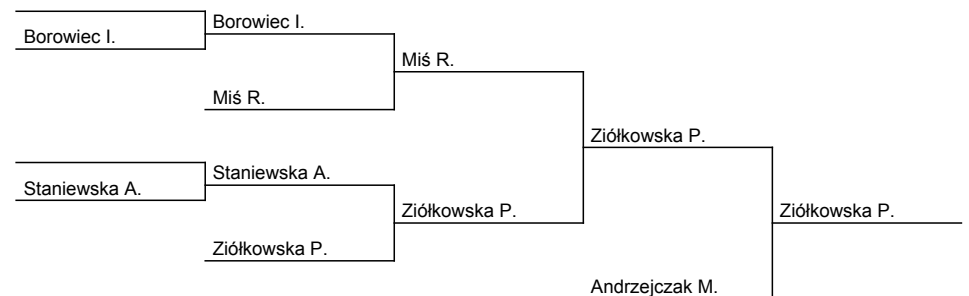 Borowiec I.
Borowiec I.
Miś R.
Miś R.
Ziółkowska P.
Staniewska A.
Staniewska A.
Ziółkowska P.
Ziółkowska P.
Ziółkowska P.
Andrzejczak M.